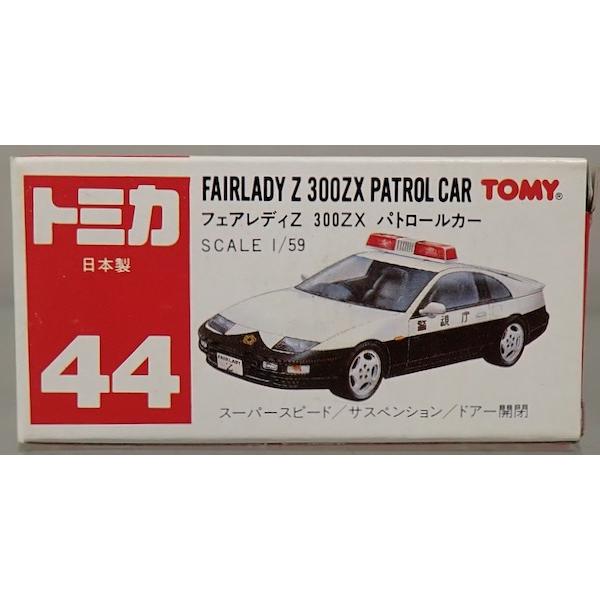 トミカ
日本製
44
FAIRLADY Z 300ZX PATROL CAR TOMY®
フェアレディZ 300ZX パトロールカー
SCALE 1/59
警視庁
FAIRLADY
Z
スーパースピード/サスペンション/ドアー開閉